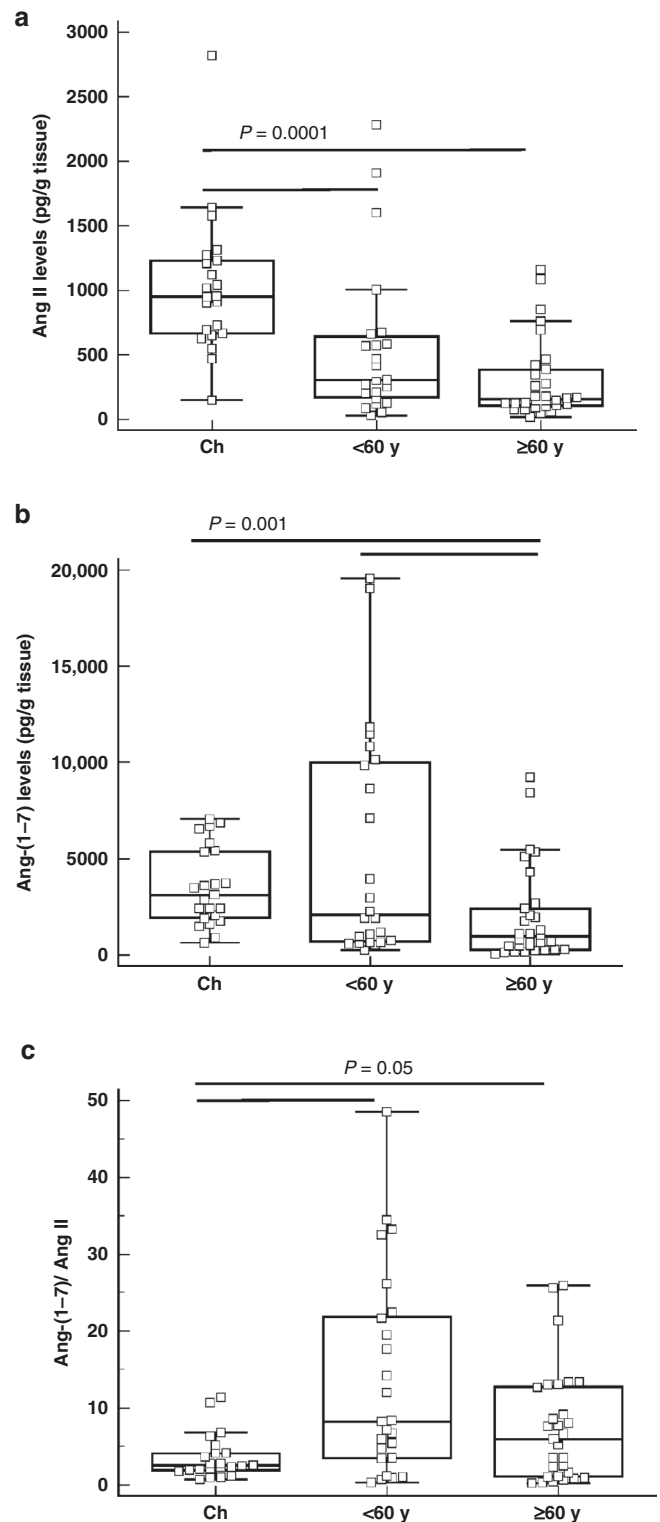 a
3000
2500
2000
1500
1000
500
0
Ang II levels (pg/g tissue)
P = 0.0001
Ch
<60 y
≥60 y
b
20,000
15,000
10,000
5000
0
Ang-(1–7) levels (pg/g tissue)
P = 0.001
Ch
<60 y
≥60 y
c
50
40
30
20
10
0
Ang-(1–7)/ Ang II
P = 0.05
Ch
<60 y
≥60 y